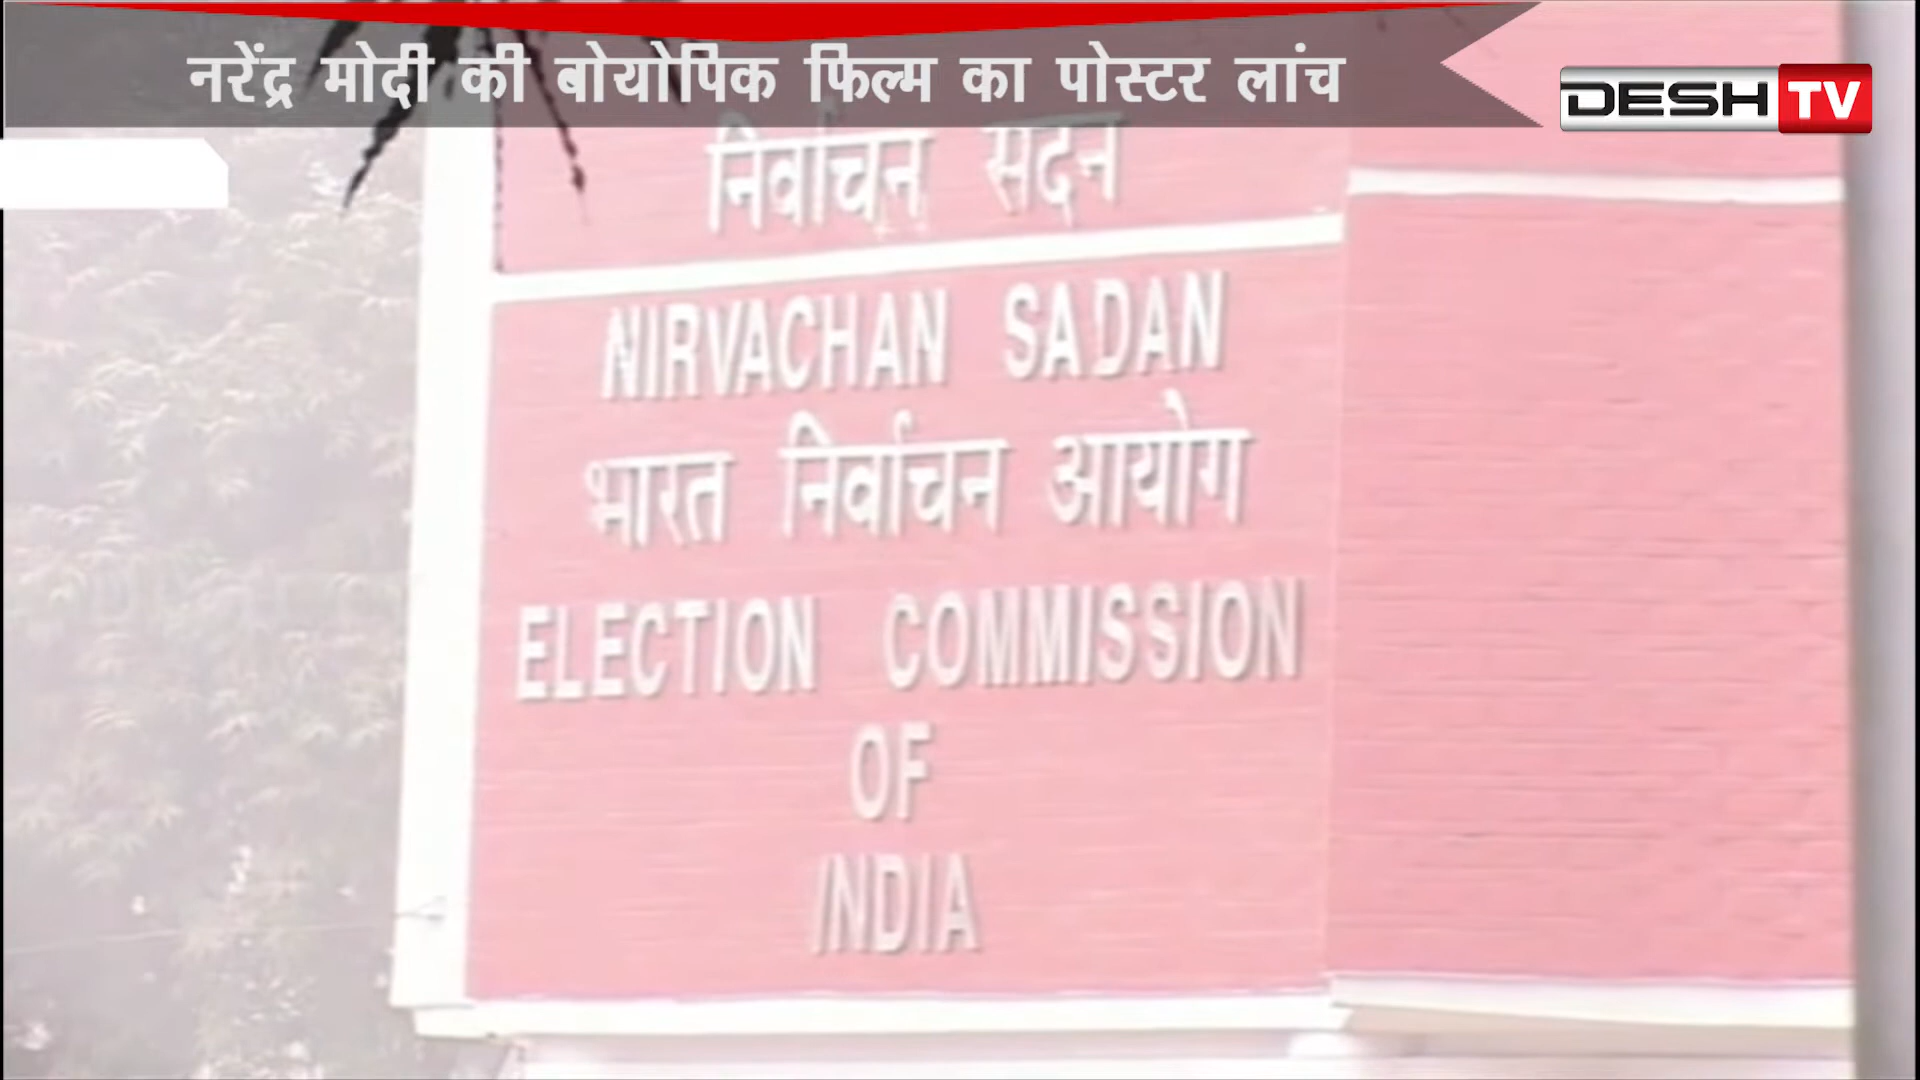 नरेंद्र मोदी की बोयोपिक फिल्म का पोस्टर लांच
DESH TV
निर्वाचन सदन
NIRVACHAN SADAN
भारत निर्वाचन आयोग
ELECTION COMMISSION
OF
INDIA